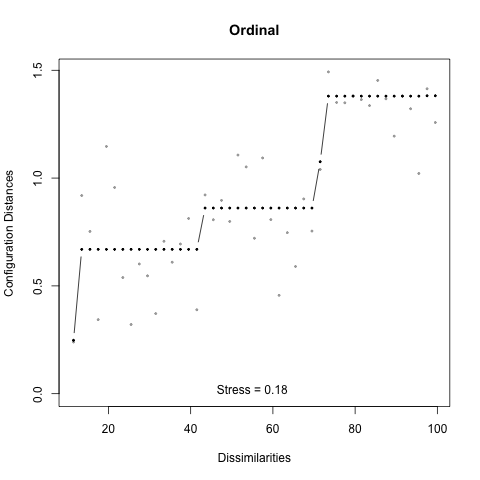 Ordinal
Configuration Distances
1.5
1.0
0.5
0.0
Stress = 0.18
20 40 60 80 100
Dissimilarities